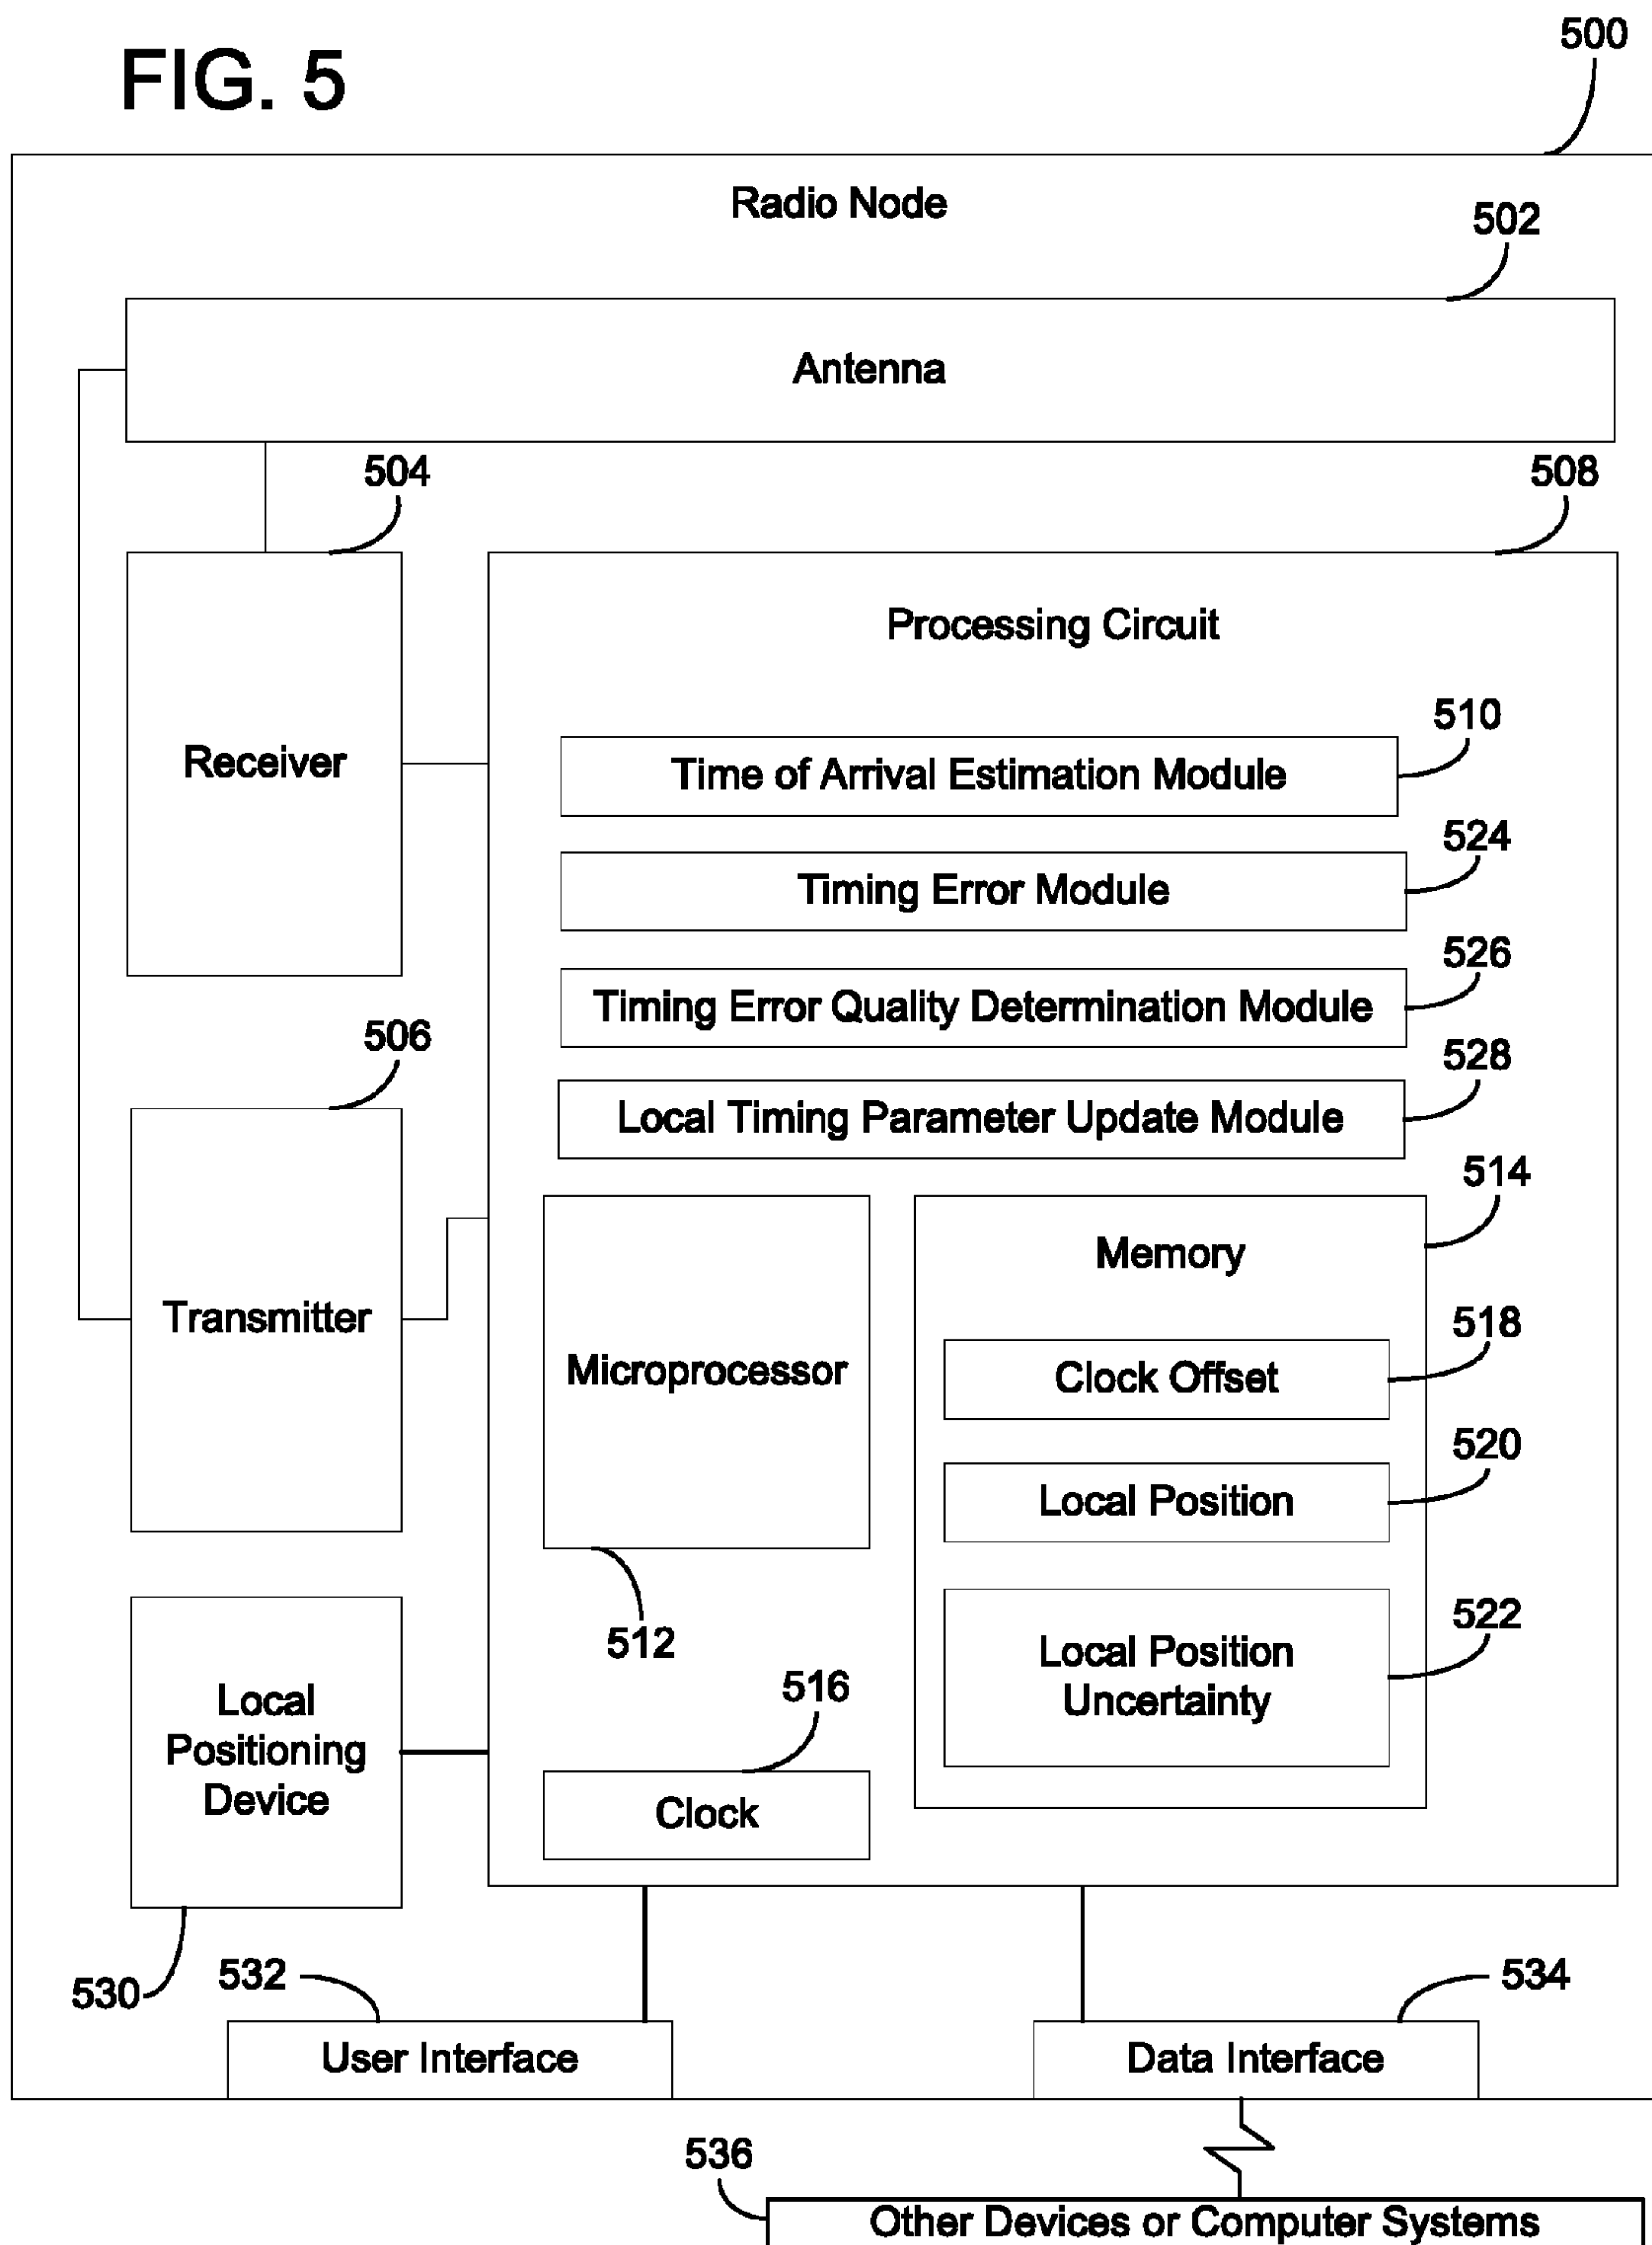 FIG. 5
500
Radio Node
502
Antenna
504
508
Processing Circuit
Receiver
510
Time of Arrival Estimation Module
524
Timing Error Module
526
Timing Error Quality Determination Module
506
528
Local Timing Parameter Update Module
514
Memory
Transmitter
Microprocessor
518
Clock Offset
520
Local Position
512
522
Local Position
Uncertainty
516
Local
Positioning
Device
Clock
530
532
534
User Interface
Data Interface
536
Other Devices or Computer Systems